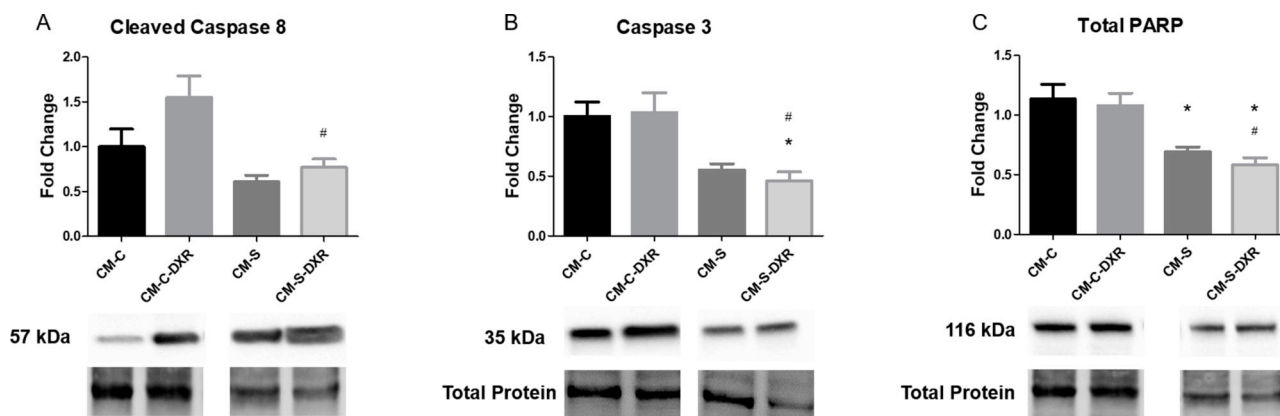 A
Cleaved Caspase 8
Fold Change
2.0
1.5
1.0
0.5
0.0
#
CM-C
CM-C-DXR
CM-S
CM-S-DXR
57 kDa
B
Caspase 3
Fold Change
1.5
1.0
0.5
0.0
#
*
CM-C
CM-C-DXR
CM-S
CM-S-DXR
35 kDa
Total Protein
C
Total PARP
Fold Change
1.5
1.0
0.5
0.0
*
*
#
CM-C
CM-C-DXR
CM-S
CM-S-DXR
116 kDa
Total Protein